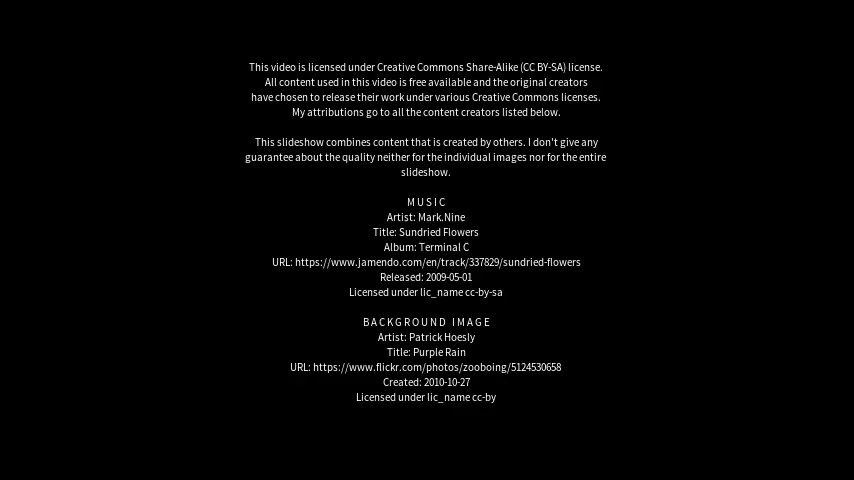 This video is licensed under Creative Commons Share-Alike (CC BY-SA) license.
All content used in this video is free available and the original creators
have chosen to release their work under various Creative Commons licenses.
My attributions go to all the content creators listed below.
This slideshow combines content that is created by others. I don't give any
guarantee about the quality neither for the individual images nor for the entire
slideshow.
M U S I C
Artist: Mark.Nine
Title: Sundried Flowers
Album: Terminal C
URL: https://www.jamendo.com/en/track/337829/sundried-flowers
Released: 2009-05-01
Licensed under lic_name cc-by-sa
B A C K G R O U N D   I M A G E
Artist: Patrick Hoesly
Title: Purple Rain
URL: https://www.flickr.com/photos/zooboing/5124530658
Created: 2010-10-27
Licensed under lic_name cc-by